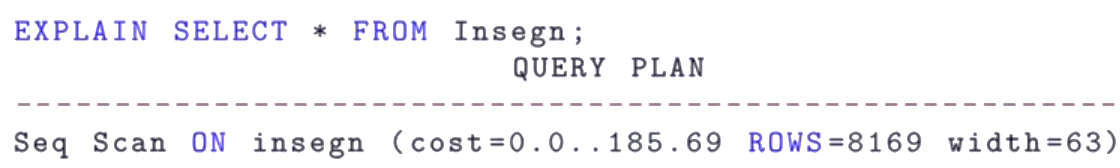 EXPLAIN SELECT * FROM Insegn;
QUERY PLAN
-------------------------------------------------------
Seq Scan ON insegn (cost=0.0..185.69 ROWS=8169 width=63)